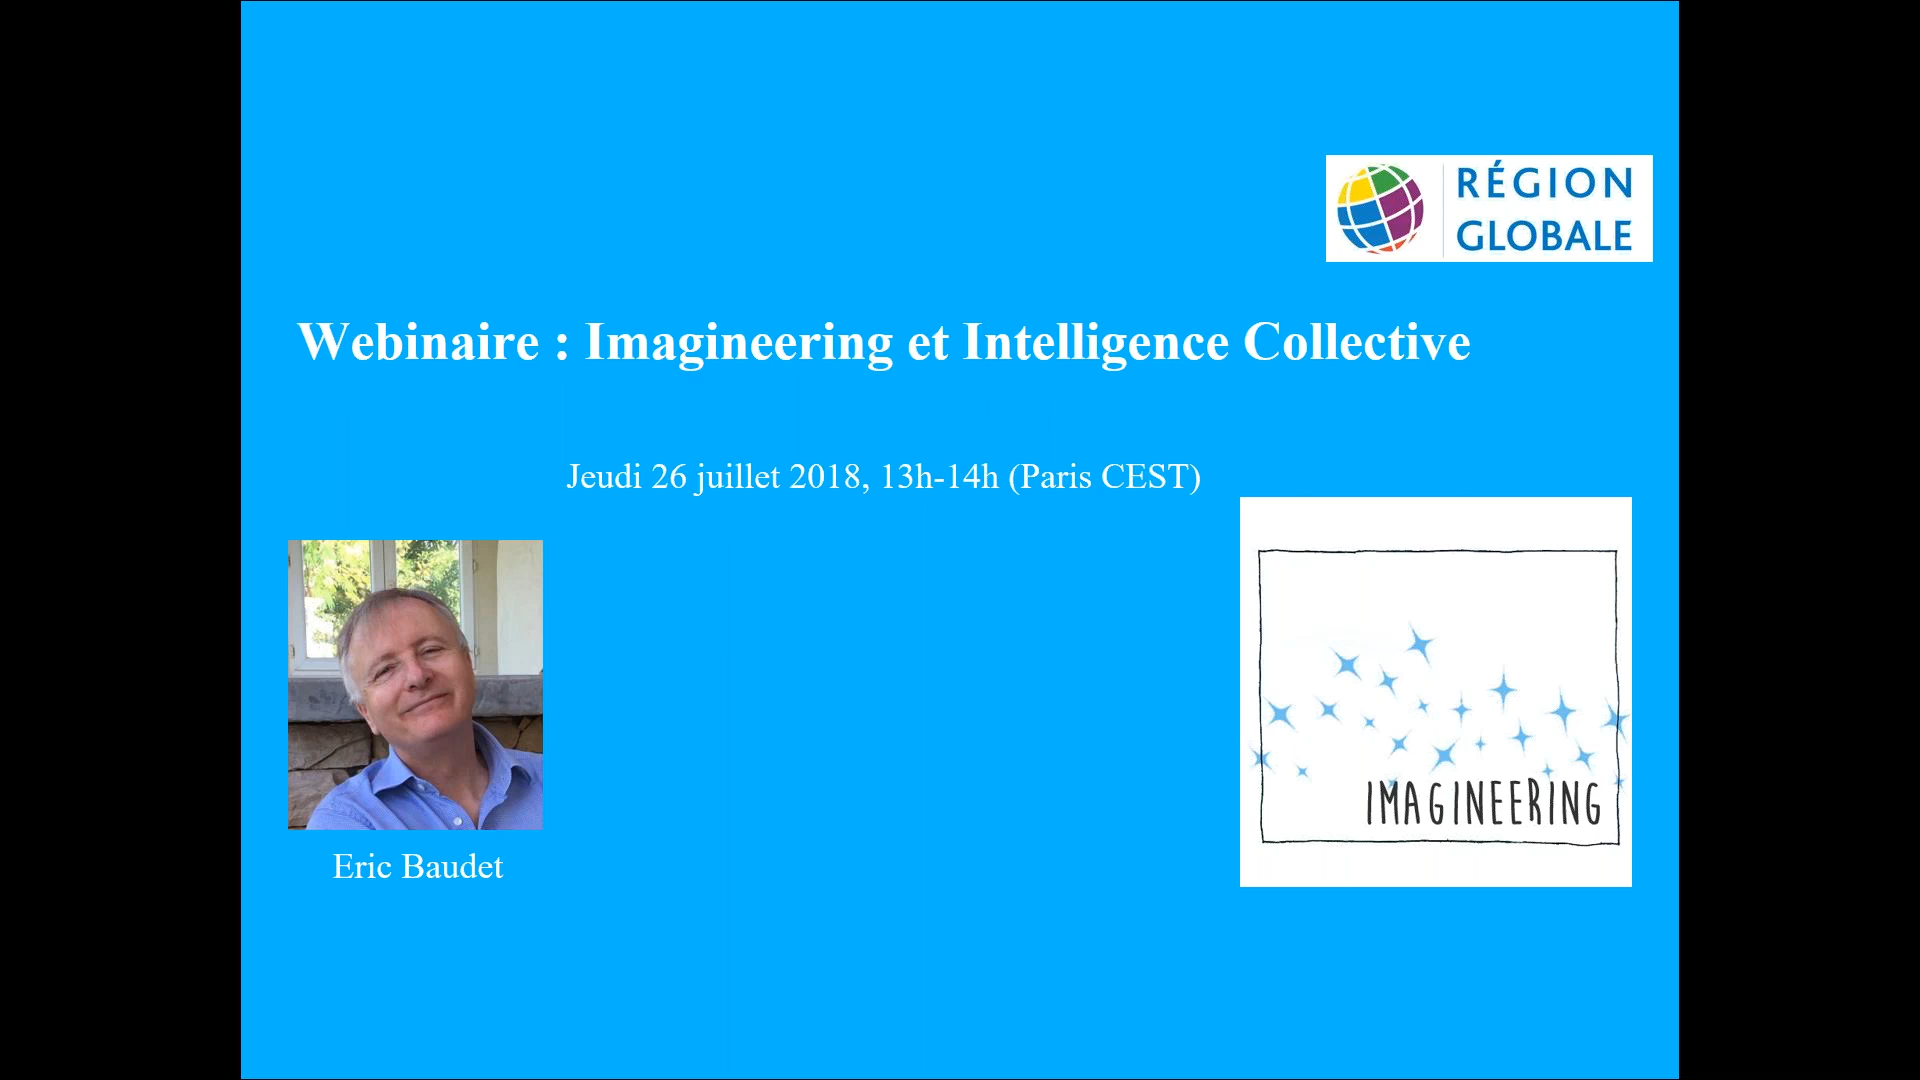 RÉGION
GLOBALE
Webinaire : Imagineering et Intelligence Collective
Jeudi 26 juillet 2018, 13h-14h (Paris CEST)
IMAGINEERING
Eric Baudet